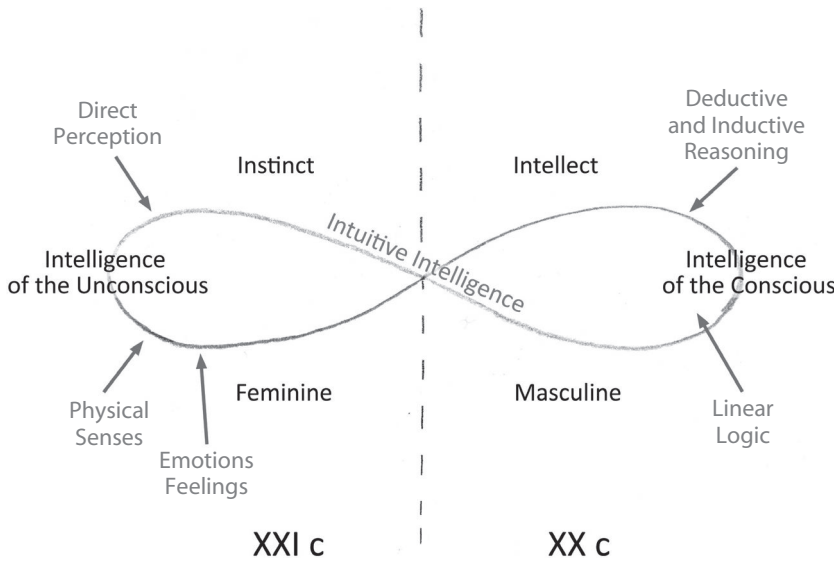 Direct
Perception
Instinct
Intelligence
of the Unconscious
Physical
Senses
Emotions
Feelings
Feminine
XXI c
Intuitive Intelligence
Deductive
and Inductive
Reasoning
Intellect
Intelligence
of the Conscious
Masculine
Linear
Logic
XX c